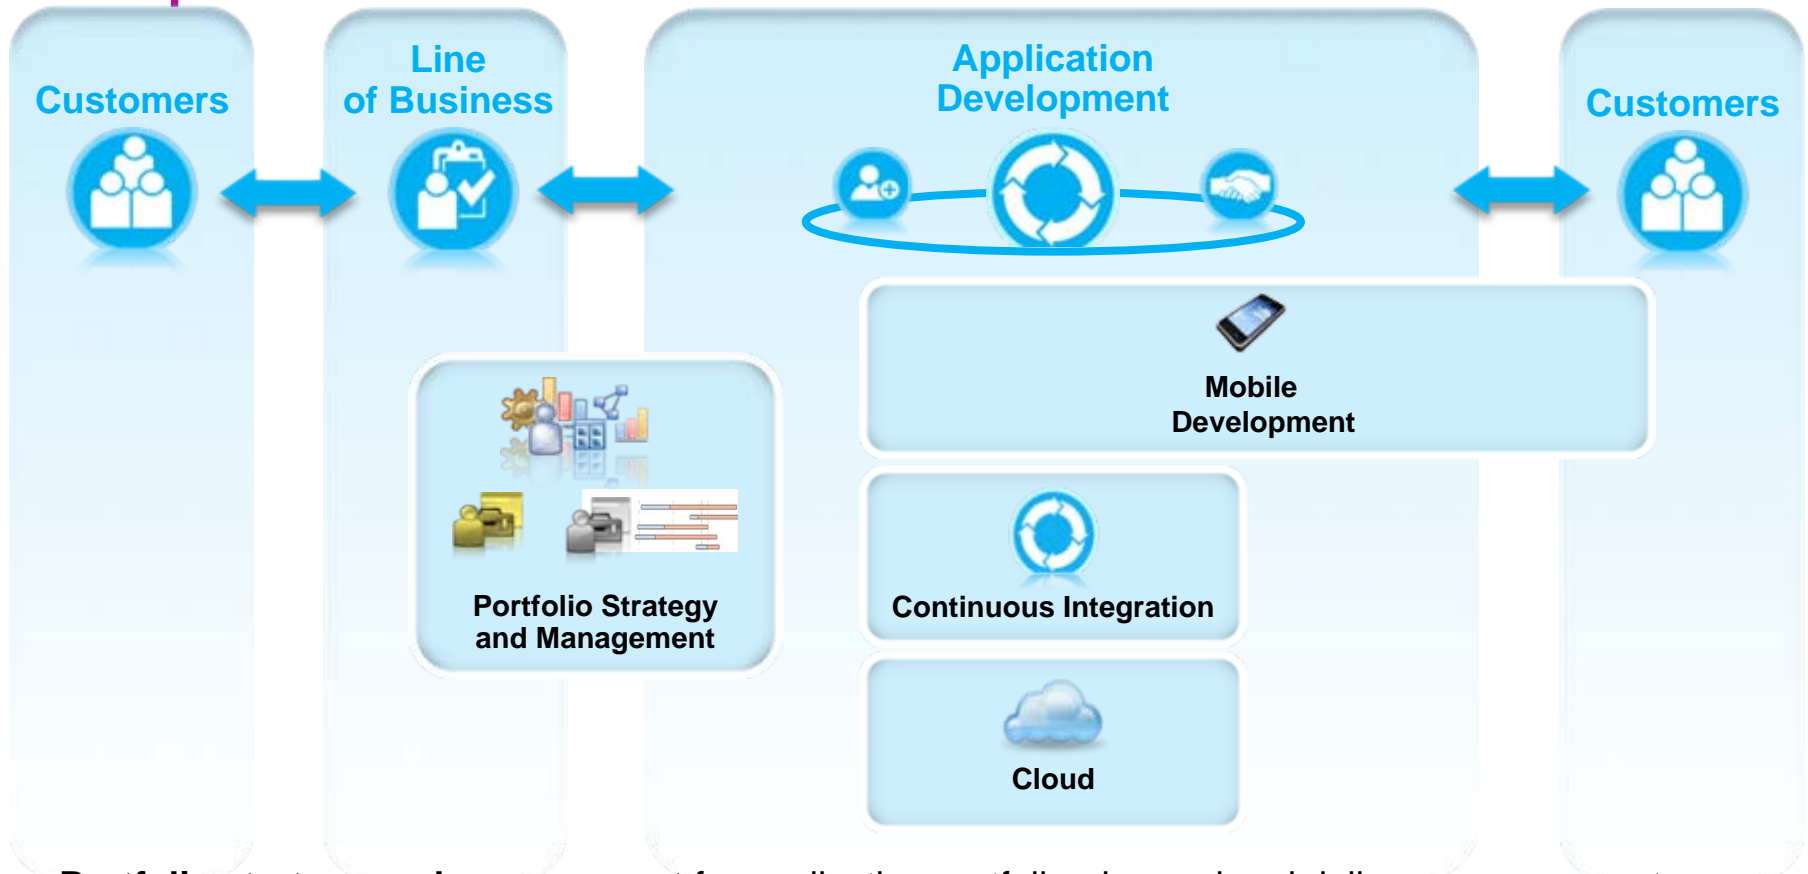 Customers
Line
of Business
Application
Development
Customers
Mobile
Development
Portfolio Strategy
and Management
Continuous Integration
Cloud